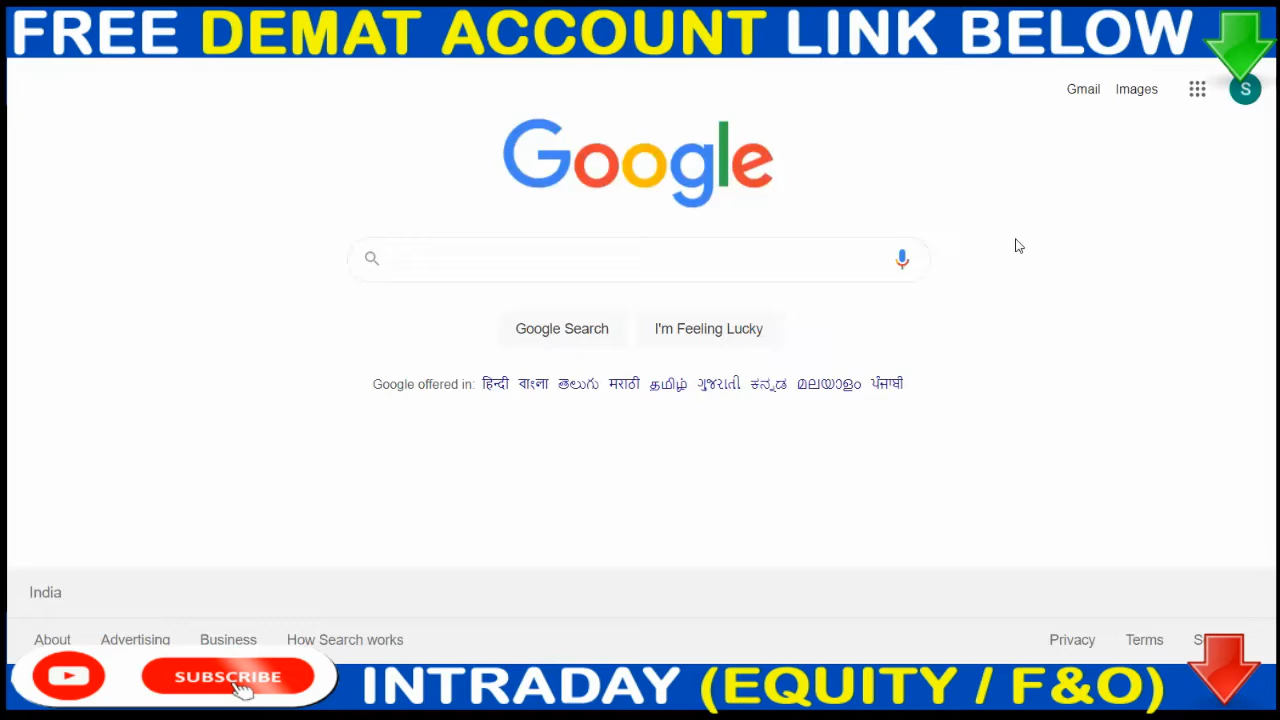 FREE DEMAT ACCOUNT LINK BELOW
Gmail Images S
Google
Google Search I'm Feeling Lucky
Google offered in: हिन्दी বাংলা తెలుగు मराठी தமிழ் ગુજરાતી ಕನ್ನಡ മലയാളം ਪੰਜਾਬੀ
India
About Advertising Business How Search works Privacy Terms
SUBSCRIBE INTRADAY (EQUITY / F&O)